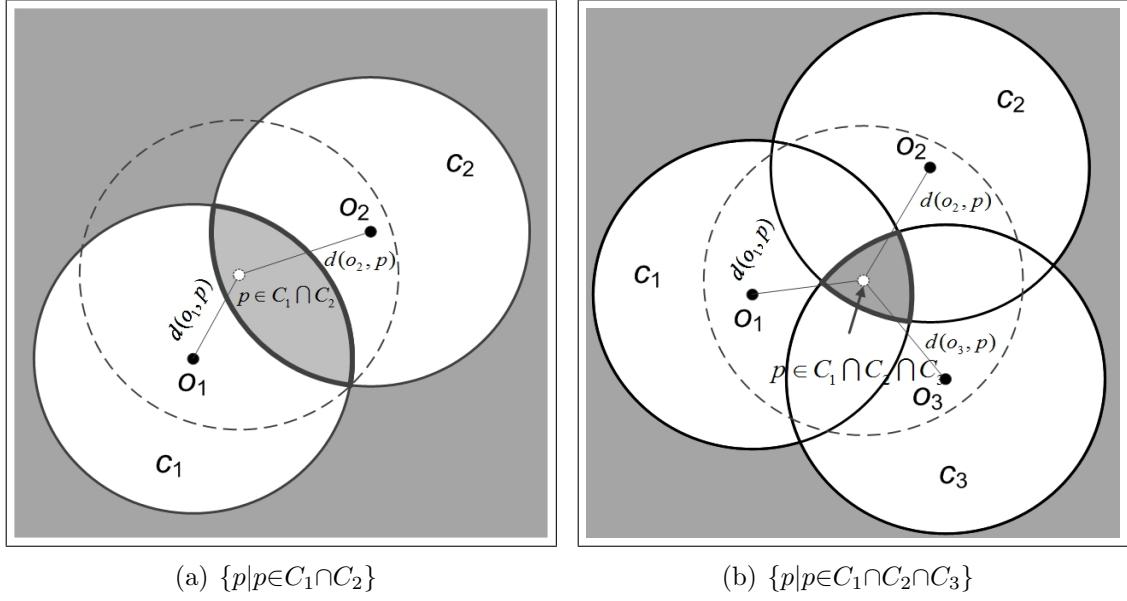 c2
o2
d(o2, p)
p ∈ C1 ⋂ C2
d(o1, p)
o1
c1
(a) {p|p∈C1∩C2}
c2
o2
d(o2, p)
d(o1, p)
c1
o1
d(o3, p)
p ∈ C1 ⋂ C2 ⋂ C3
o3
c3
(b) {p|p∈C1∩C2∩C3}